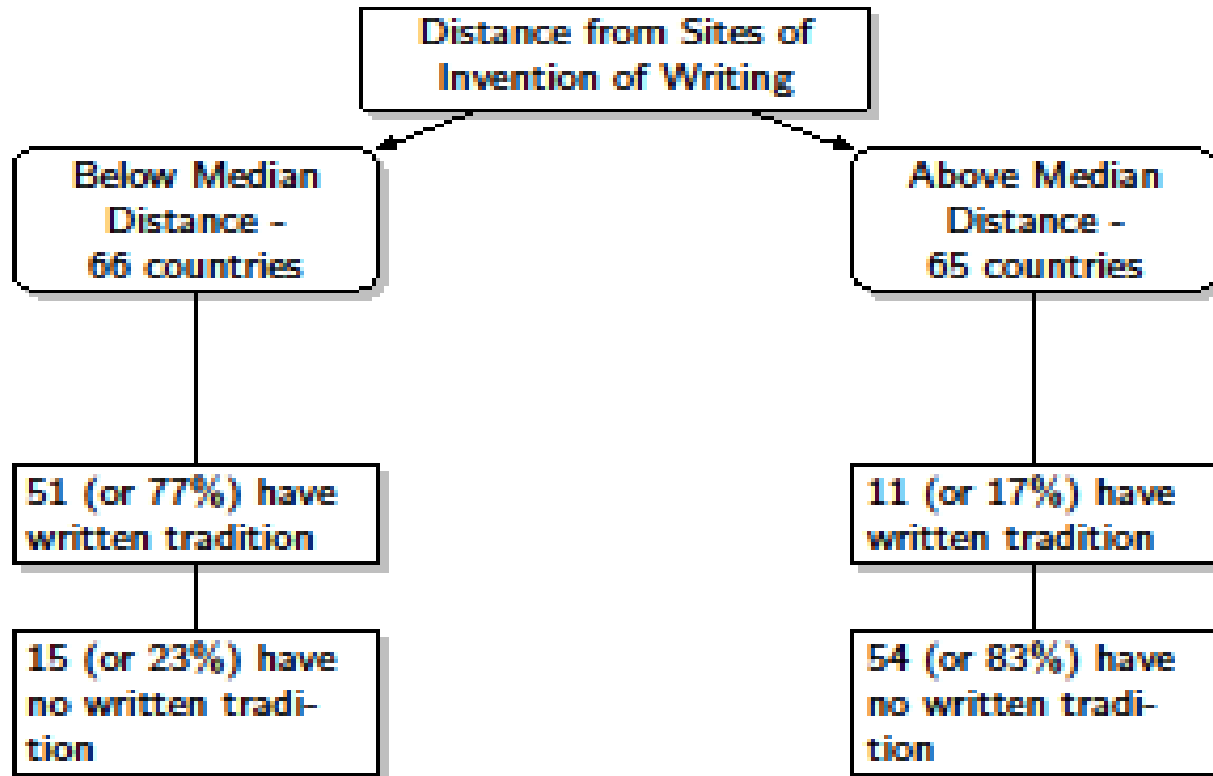 Distance from Sites of
Invention of Writing
Below Median
Distance -
66 countries
Above Median
Distance -
65 countries
51 (or 77%) have
written tradition
11 (or 17%) have
written tradition
15 (or 23%) have
no written tradi-
tion
54 (or 83%) have
no written tradi-
tion